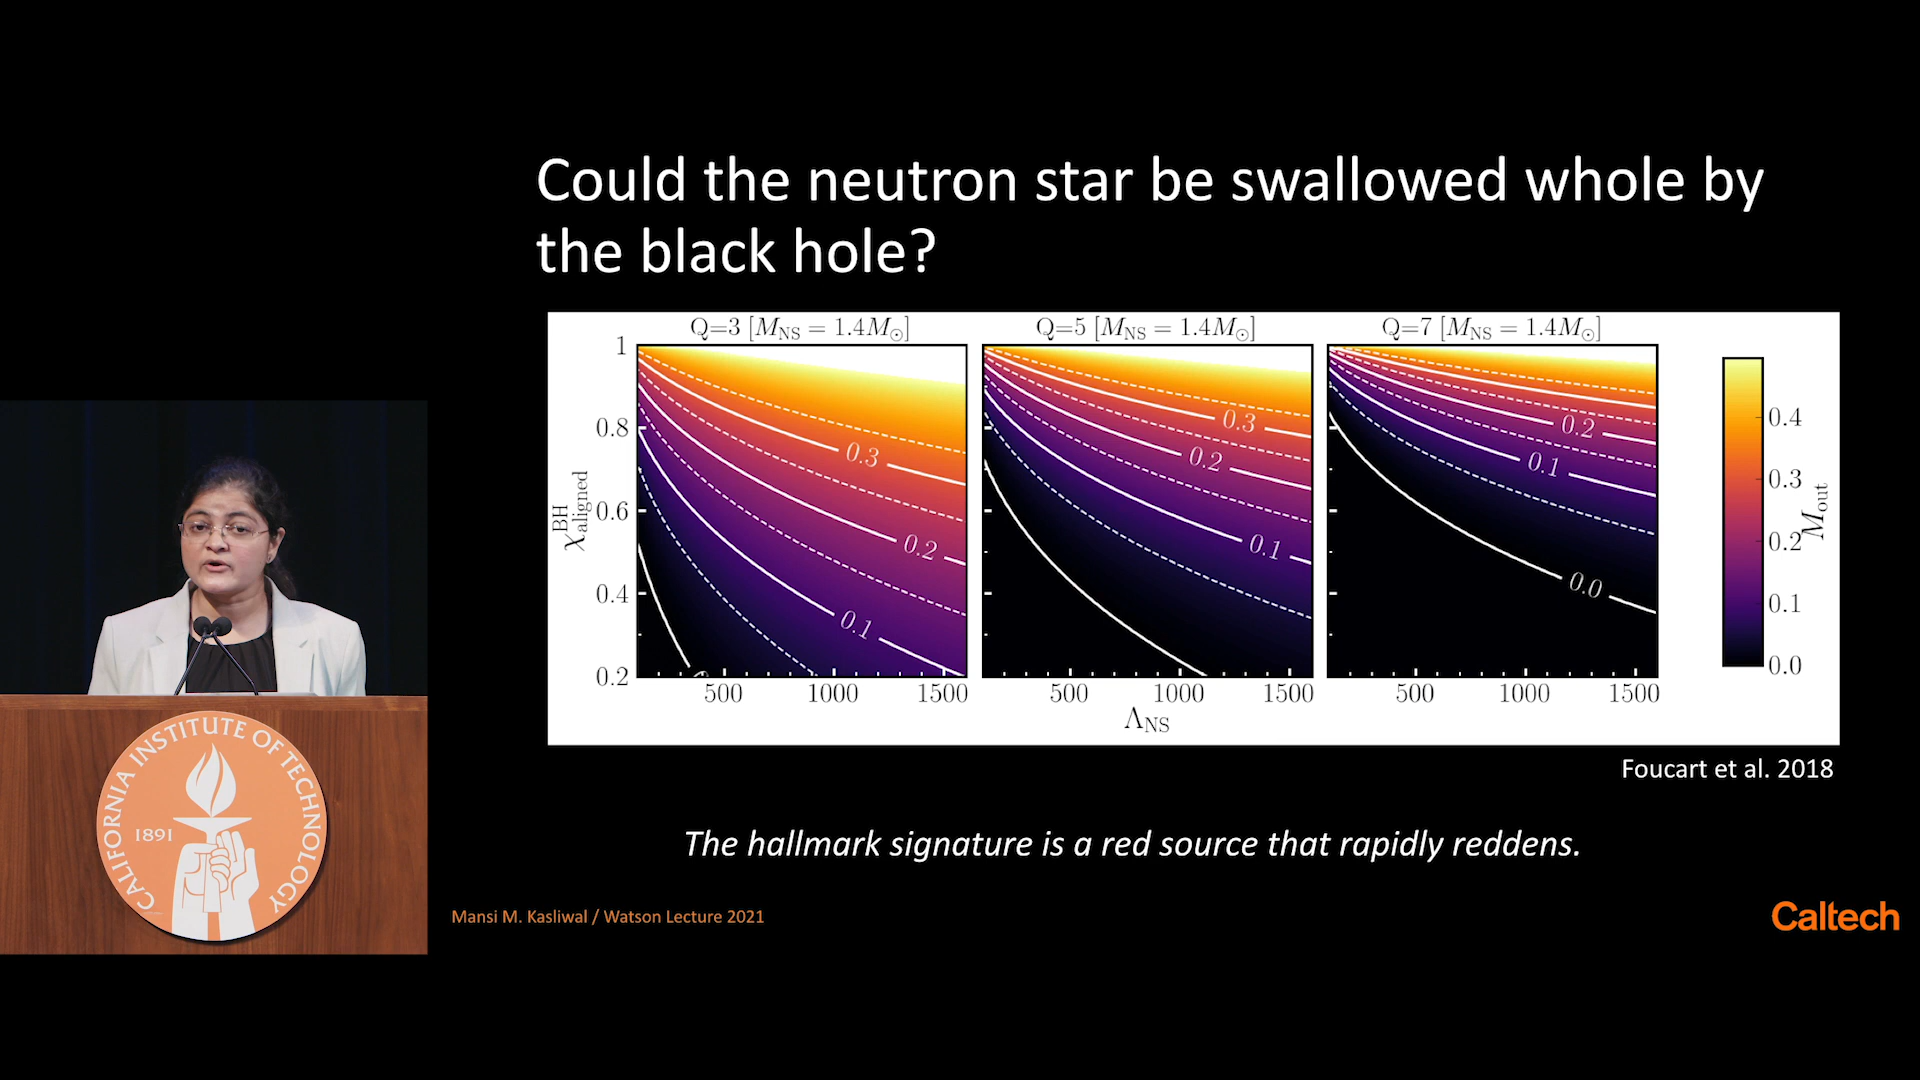 Could the neutron star be swallowed whole by
the black hole?
Q=3 [M_NS = 1.4M_⊙]
Q=5 [M_NS = 1.4M_⊙]
Q=7 [M_NS = 1.4M_⊙]
χ^BH_aligned
1
0.8
0.6
0.4
0.2
0.3
0.2
0.1
0.3
0.2
0.1
0.2
0.1
0.0
500 1000 1500
500 1000 1500
500 1000 1500
Λ_NS
0.4
0.3
0.2
0.1
0.0
M_out
Foucart et al. 2018
The hallmark signature is a red source that rapidly reddens.
Mansi M. Kasliwal / Watson Lecture 2021
Caltech
CALIFORNIA INSTITUTE OF TECHNOLOGY
1891